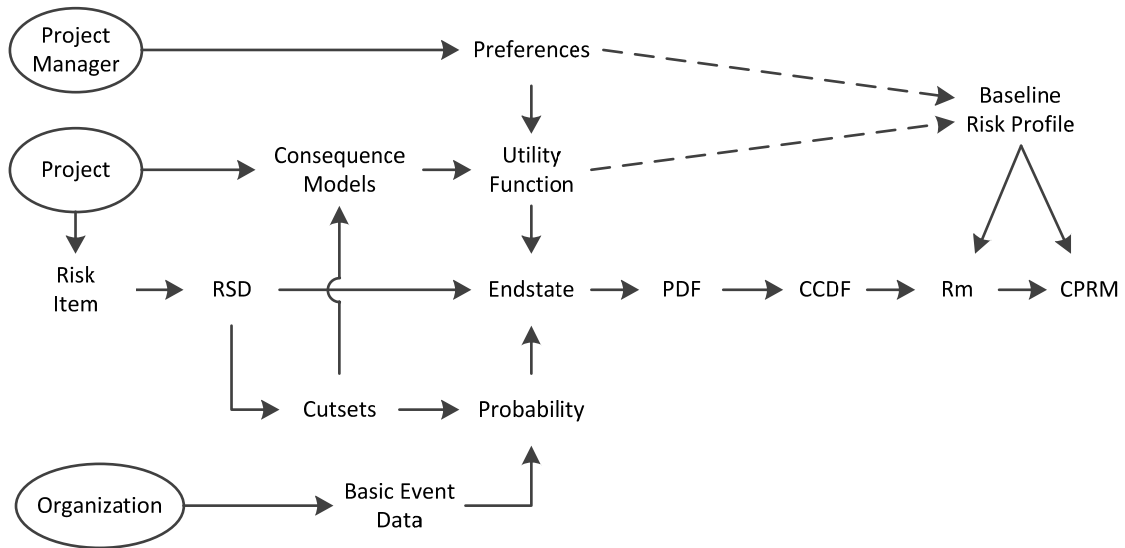 Project
Manager
Preferences
Baseline
Risk Profile
Project
Consequence
Models
Utility
Function
Risk
Item
RSD
Endstate
PDF
CCDF
Rm
CPRM
Cutsets
Probability
Organization
Basic Event
Data